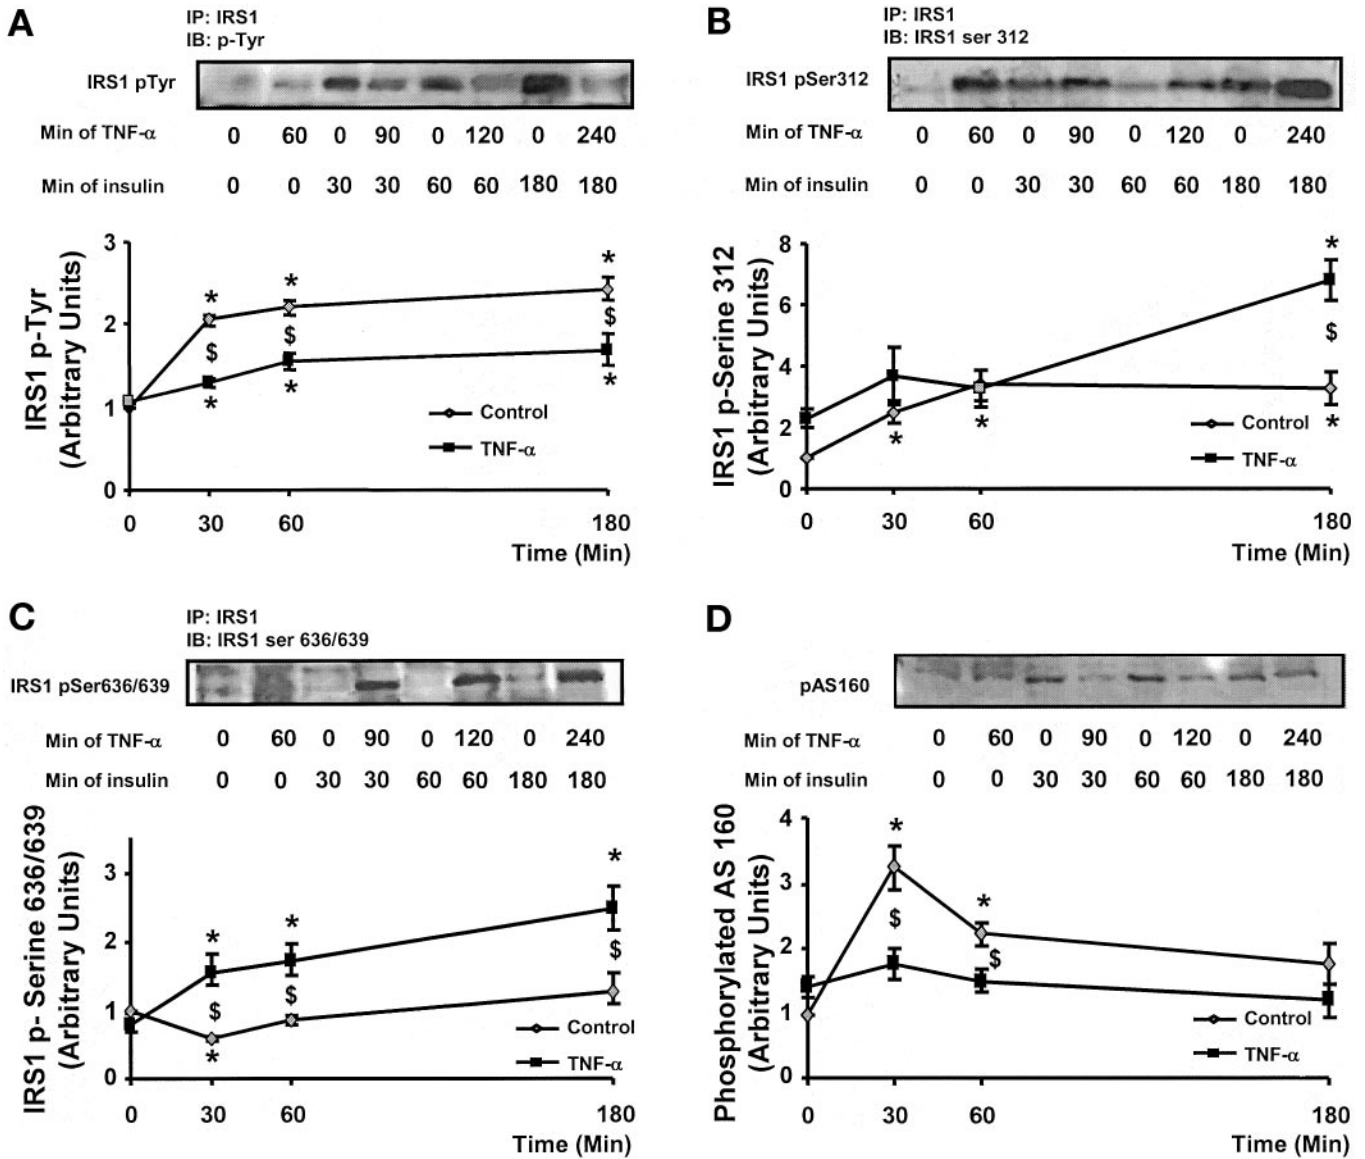 A
IP: IRS1
IB: p-Tyr
IRS1 pTyr
Min of TNF-α 0 60 0 90 0 120 0 240
Min of insulin 0 0 30 30 60 60 180 180
IRS1 p-Tyr
(Arbitrary Units)
3
2
1
0
* * *
$ $ $
* * *
Control
TNF-α
0 30 60 180
Time (Min)
B
IP: IRS1
IB: IRS1 ser 312
IRS1 pSer312
Min of TNF-α 0 60 0 90 0 120 0 240
Min of insulin 0 0 30 30 60 60 180 180
IRS1 p-Serine 312
(Arbitrary Units)
8
6
4
2
0
*
$
* * *
Control
TNF-α
0 30 60 180
Time (Min)
C
IP: IRS1
IB: IRS1 ser 636/639
IRS1 pSer636/639
Min of TNF-α 0 60 0 90 0 120 0 240
Min of insulin 0 0 30 30 60 60 180 180
IRS1 p- Serine 636/639
(Arbitrary Units)
3
2
1
0
* * *
$ $ $
*
Control
TNF-α
0 30 60 180
Time (Min)
D
pAS160
Min of TNF-α 0 60 0 90 0 120 0 240
Min of insulin 0 0 30 30 60 60 180 180
Phosphorylated AS 160
(Arbitrary Units)
4
3
2
1
0
* *
$ $
Control
TNF-α
0 30 60 180
Time (Min)